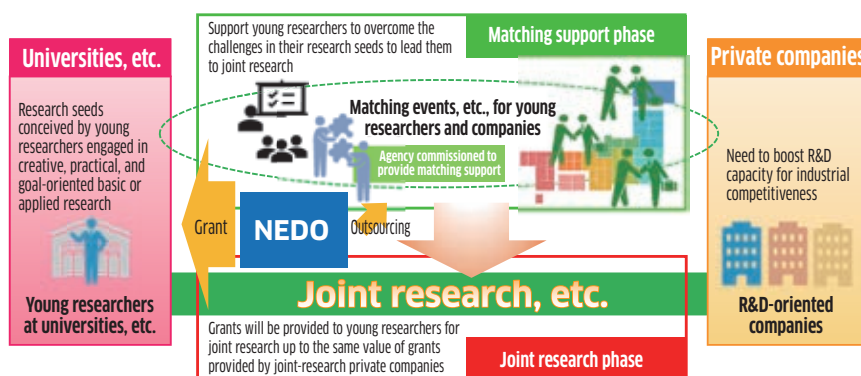 Universities, etc.
Research seeds
conceived by young
researchers engaged in
creative, practical, and
goal-oriented basic or
applied research
Young researchers
at universities, etc.
Support young researchers to overcome the
challenges in their research seeds to lead them
to joint research
Matching support phase
Matching events, etc., for young
researchers and companies
Agency commissioned to
provide matching support
Grant
NEDO
Outsourcing
Joint research, etc.
Grants will be provided to young researchers for
joint research up to the same value of grants
provided by joint-research private companies
Joint research phase
Private companies
Need to boost R&D
capacity for industrial
competitiveness
R&D-oriented
companies